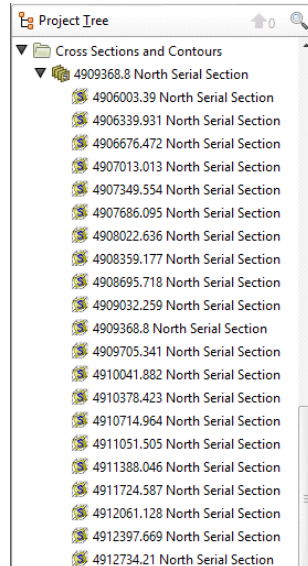 Project Tree 0
Cross Sections and Contours
4909368.8 North Serial Section
4906003.39 North Serial Section
4906339.931 North Serial Section
4906676.472 North Serial Section
4907013.013 North Serial Section
4907349.554 North Serial Section
4907686.095 North Serial Section
4908022.636 North Serial Section
4908359.177 North Serial Section
4908695.718 North Serial Section
4909032.259 North Serial Section
4909368.8 North Serial Section
4909705.341 North Serial Section
4910041.882 North Serial Section
4910378.423 North Serial Section
4910714.964 North Serial Section
4911051.505 North Serial Section
4911388.046 North Serial Section
4911724.587 North Serial Section
4912061.128 North Serial Section
4912397.669 North Serial Section
4912734.21 North Serial Section